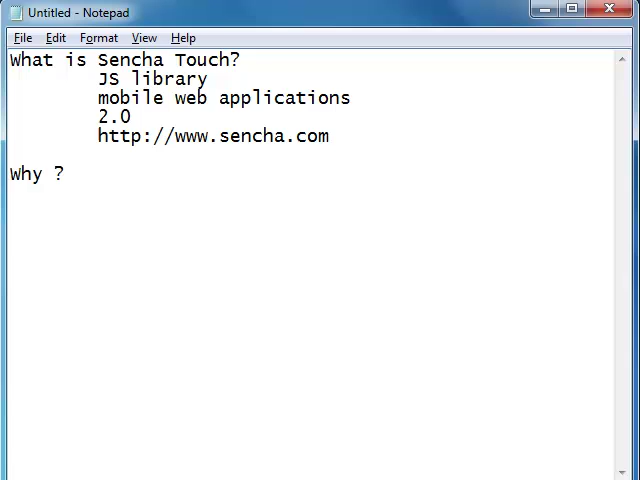 Untitled - Notepad
File Edit Format View Help
What is Sencha Touch?
JS library
mobile web applications
2.0
http://www.sencha.com
Why ?